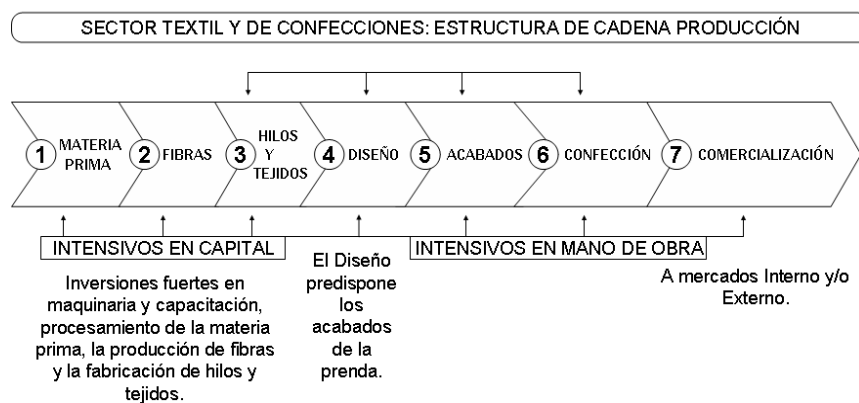 SECTOR TEXTIL Y DE CONFECCIONES: ESTRUCTURA DE CADENA PRODUCCIÓN
1 MATERIA
PRIMA
2 FIBRAS
3 HILOS
Y
TEJIDOS
4 DISEÑO
5 ACABADOS
6 CONFECCIÓN
7 COMERCIALIZACIÓN
INTENSIVOS EN CAPITAL
Inversiones fuertes en
maquinaria y capacitación,
procesamiento de la materia
prima, la producción de fibras
y la fabricación de hilos y
tejidos.
El Diseño
predispone
los
acabados
de la
prenda.
INTENSIVOS EN MANO DE OBRA
A mercados Interno y/o
Externo.